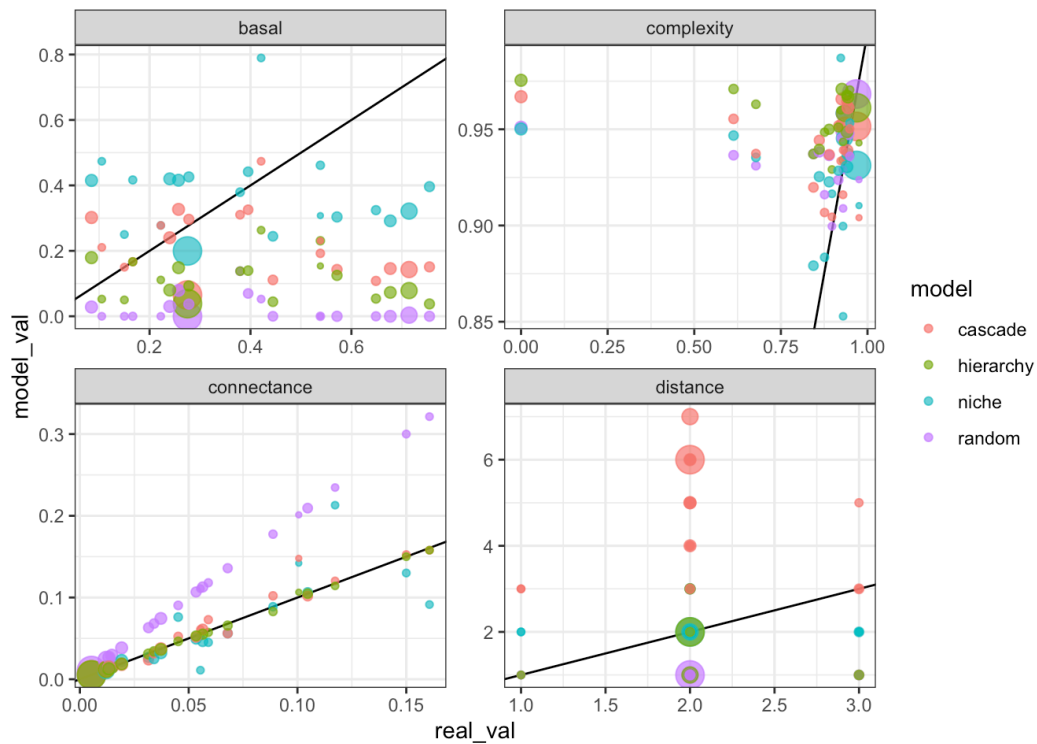 basal
complexity
0.8
0.6
0.4
0.2
0.0
0.2
0.4
0.6
0.95
0.90
0.85
0.00
0.25
0.50
0.75
1.00
connectance
distance
0.3
0.2
0.1
0.0
0.00
0.05
0.10
0.15
6
4
2
1.0
1.5
2.0
2.5
3.0
model_val
real_val
model
cascade
hierarchy
niche
random